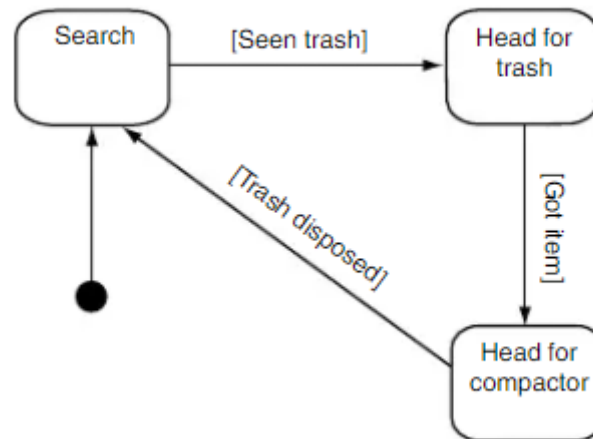 Search
[Seen trash]
Head for
trash
[Trash disposed]
[Got item]
Head for
compactor